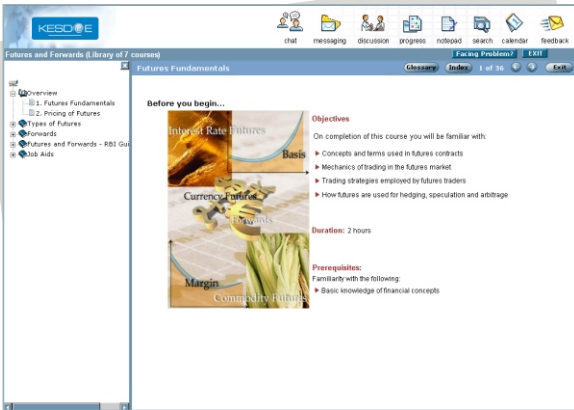 KESDEE
chat messaging discussion progress notepad search calendar feedback
Futures and Forwards (Library of 7 courses) Facing Problem? EXIT
Futures Fundamentals Glossary Index 1 of 36 Exit
Overview
1. Futures Fundamentals
2. Pricing of Futures
Types of Futures
Forwards
Futures and Forwards - RBI Gui
Job Aids
Before you begin...
Interest Rate Futures
Basis
Currency Futures
Forwards
Margin
Commodity Futures
Objectives
On completion of this course you will be familiar with:
Concepts and terms used in futures contracts
Mechanics of trading in the futures market
Trading strategies employed by futures traders
How futures are used for hedging, speculation and arbitrage
Duration: 2 hours
Prerequisites:
Familiarity with the following:
Basic knowledge of financial concepts